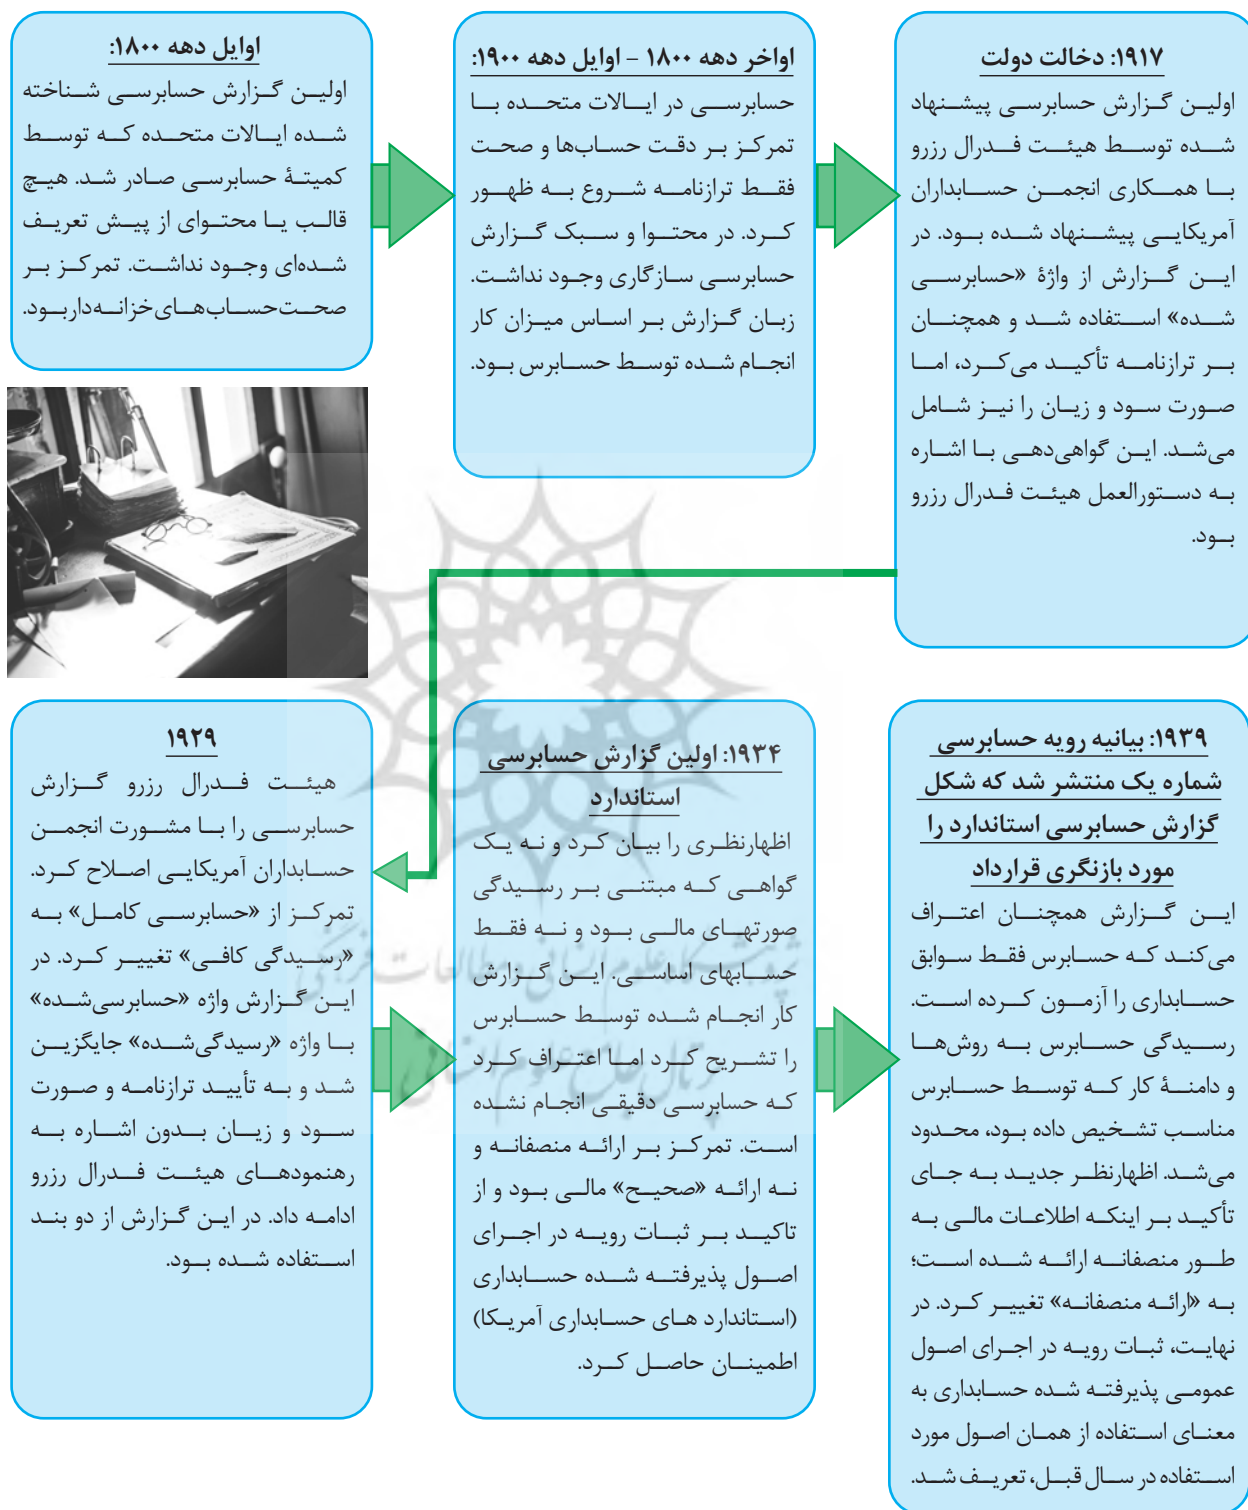 اوایل دهه ۱۸۰۰:
اولین گزارش حسابرسی شناخته
شده ایالات متحده که توسط
کمیتهٔ حسابرسی صادر شد. هیچ
قالب یا محتوای از پیش تعریف
شده‌ای وجود نداشت. تمرکز بر
صحت حساب‌های خزانه‌دار بود.
اواخر دهه ۱۸۰۰ - اوایل دهه ۱۹۰۰:
حسابرسی در ایالات متحده با
تمرکز بر دقت حساب‌ها و صحت
فقط ترازنامه شروع به ظهور
کرد. در محتوا و سبک گزارش
حسابرسی سازگاری وجود نداشت.
زبان گزارش بر اساس میزان کار
انجام شده توسط حسابرس بود.
۱۹۱۷: دخالت دولت
اولین گزارش حسابرسی پیشنهاد
شده توسط هیئت فدرال رزرو
با همکاری انجمن حسابداران
آمریکایی پیشنهاد شده بود. در
این گزارش از واژهٔ «حسابرسی
شده» استفاده شد و همچنان
بر ترازنامه تأکید می‌کرد، اما
صورت سود و زیان را نیز شامل
می‌شد. این گواهی‌دهی با اشاره
به دستورالعمل هیئت فدرال رزرو
بود.
۱۹۲۹
هیئت فدرال رزرو گزارش
حسابرسی را با مشورت انجمن
حسابداران آمریکایی اصلاح کرد.
تمرکز از «حسابرسی کامل» به
«رسیدگی کافی» تغییر کرد. در
این گزارش واژه «حسابرسی‌شده»
با واژه «رسیدگی‌شده» جایگزین
شد و به تأیید ترازنامه و صورت
سود و زیان بدون اشاره به
رهنمودهای هیئت فدرال رزرو
ادامه داد. در این گزارش از دو بند
استفاده شده بود.
۱۹۳۴: اولین گزارش حسابرسی
استاندارد
اظهارنظری را بیان کرد و نه یک
گواهی که مبتنی بر رسیدگی
صورتهای مالی بود و نه فقط
حسابهای اساسی. این گزارش
کار انجام شده توسط حسابرس
را تشریح کرد اما اعتراف کرد
که حسابرسی دقیقی انجام نشده
است. تمرکز بر ارائه منصفانه و
نه ارائه «صحیح» مالی بود و از
تاکید بر ثبات رویه در اجرای
اصول پذیرفته شده حسابداری
(استاندارد های حسابداری آمریکا)
اطمینان حاصل کرد.
۱۹۳۹: بیانیه رویه حسابرسی
شماره یک منتشر شد که شکل
گزارش حسابرسی استاندارد را
مورد بازنگری قرارداد
این گزارش همچنان اعتراف
می‌کند که حسابرس فقط سوابق
حسابداری را آزمون کرده است.
رسیدگی حسابرس به روش‌ها
و دامنهٔ کار که توسط حسابرس
مناسب تشخیص داده بود، محدود
می‌شد. اظهارنظر جدید به جای
تأکید بر اینکه اطلاعات مالی به
طور منصفانه ارائه شده است؛
به «ارائه منصفانه» تغییر کرد. در
نهایت، ثبات رویه در اجرای اصول
عمومی پذیرفته شده حسابداری به
معنای استفاده از همان اصول مورد
استفاده در سال قبل، تعریف شد.
پژوهشگاه علوم انسانی و مطالعات فرهنگی
پرتال جامع علوم انسانی